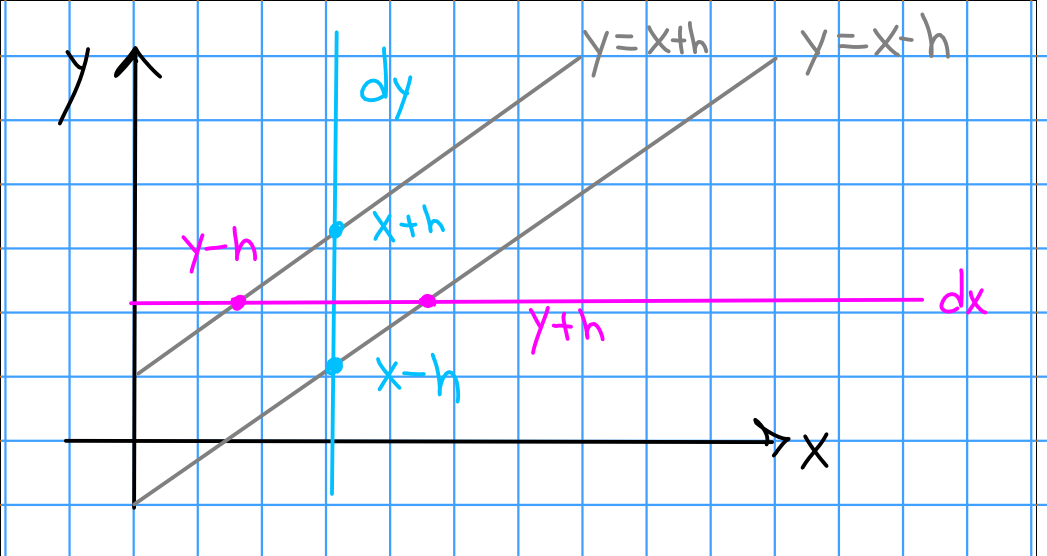 y = x+h
y = x-h
y
dy
x+h
y-h
dx
y+h
x-h
x